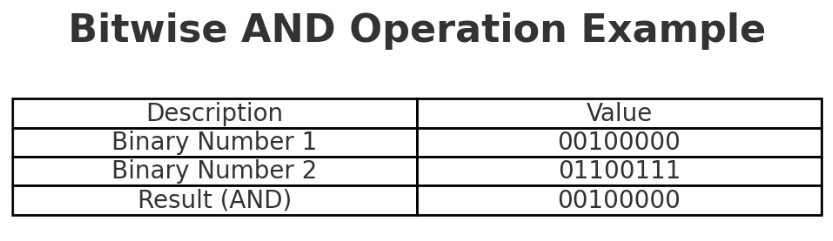 Bitwise AND Operation Example
Description Value
Binary Number 1 00100000
Binary Number 2 01100111
Result (AND) 00100000